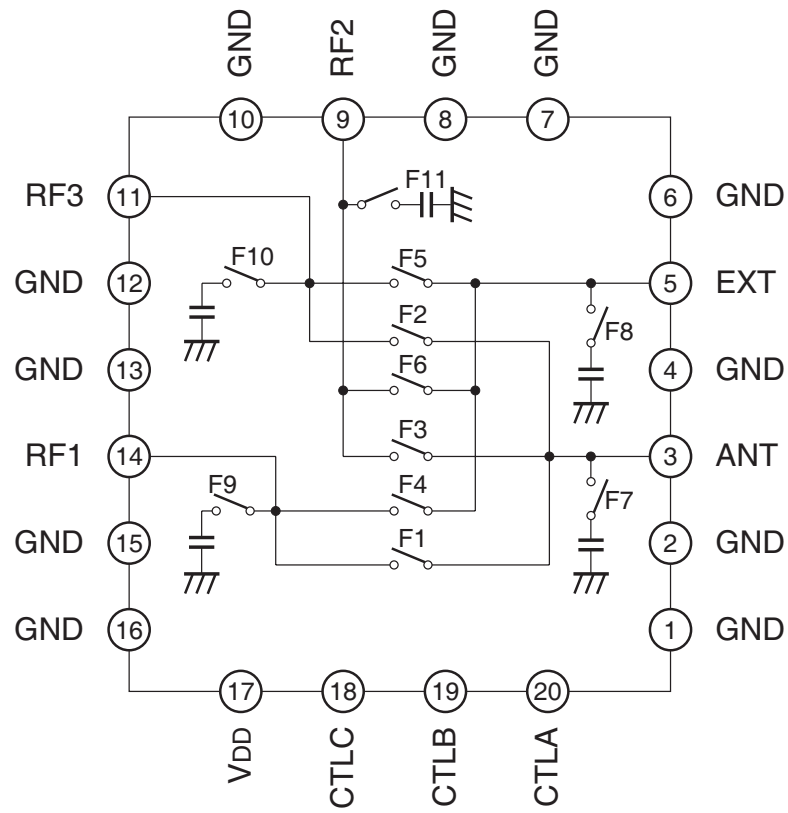 GND
RF2
GND
GND
10
9
8
7
RF3
11
F11
6
GND
GND
12
F10
F5
5
EXT
F2
F8
GND
13
F6
4
GND
RF1
14
F3
3
ANT
F9
F4
F7
GND
15
F1
2
GND
GND
16
1
GND
17
18
19
20
VDD
CTLC
CTLB
CTLA